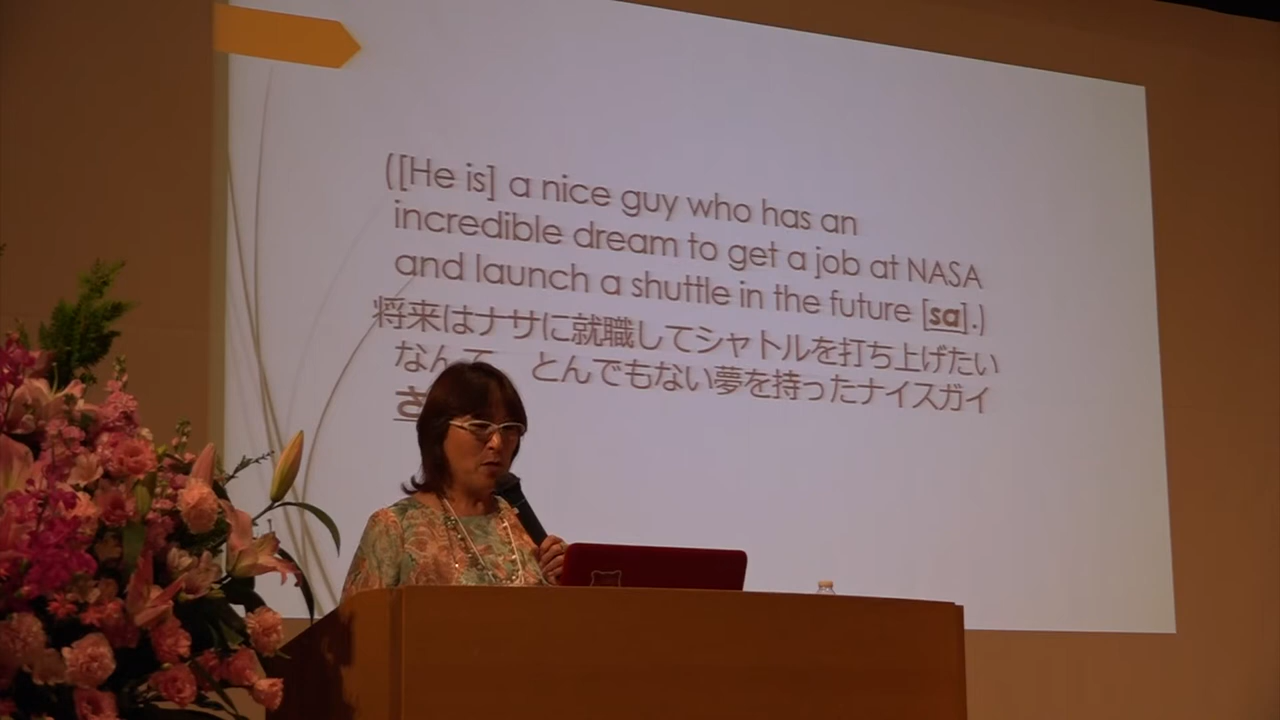 ([He is] a nice guy who has an
incredible dream to get a job at NASA
and launch a shuttle in the future [sa].)
将来はナサに就職してシャトルを打ち上げたい
なんて とんでもない夢を持ったナイスガイ
さ